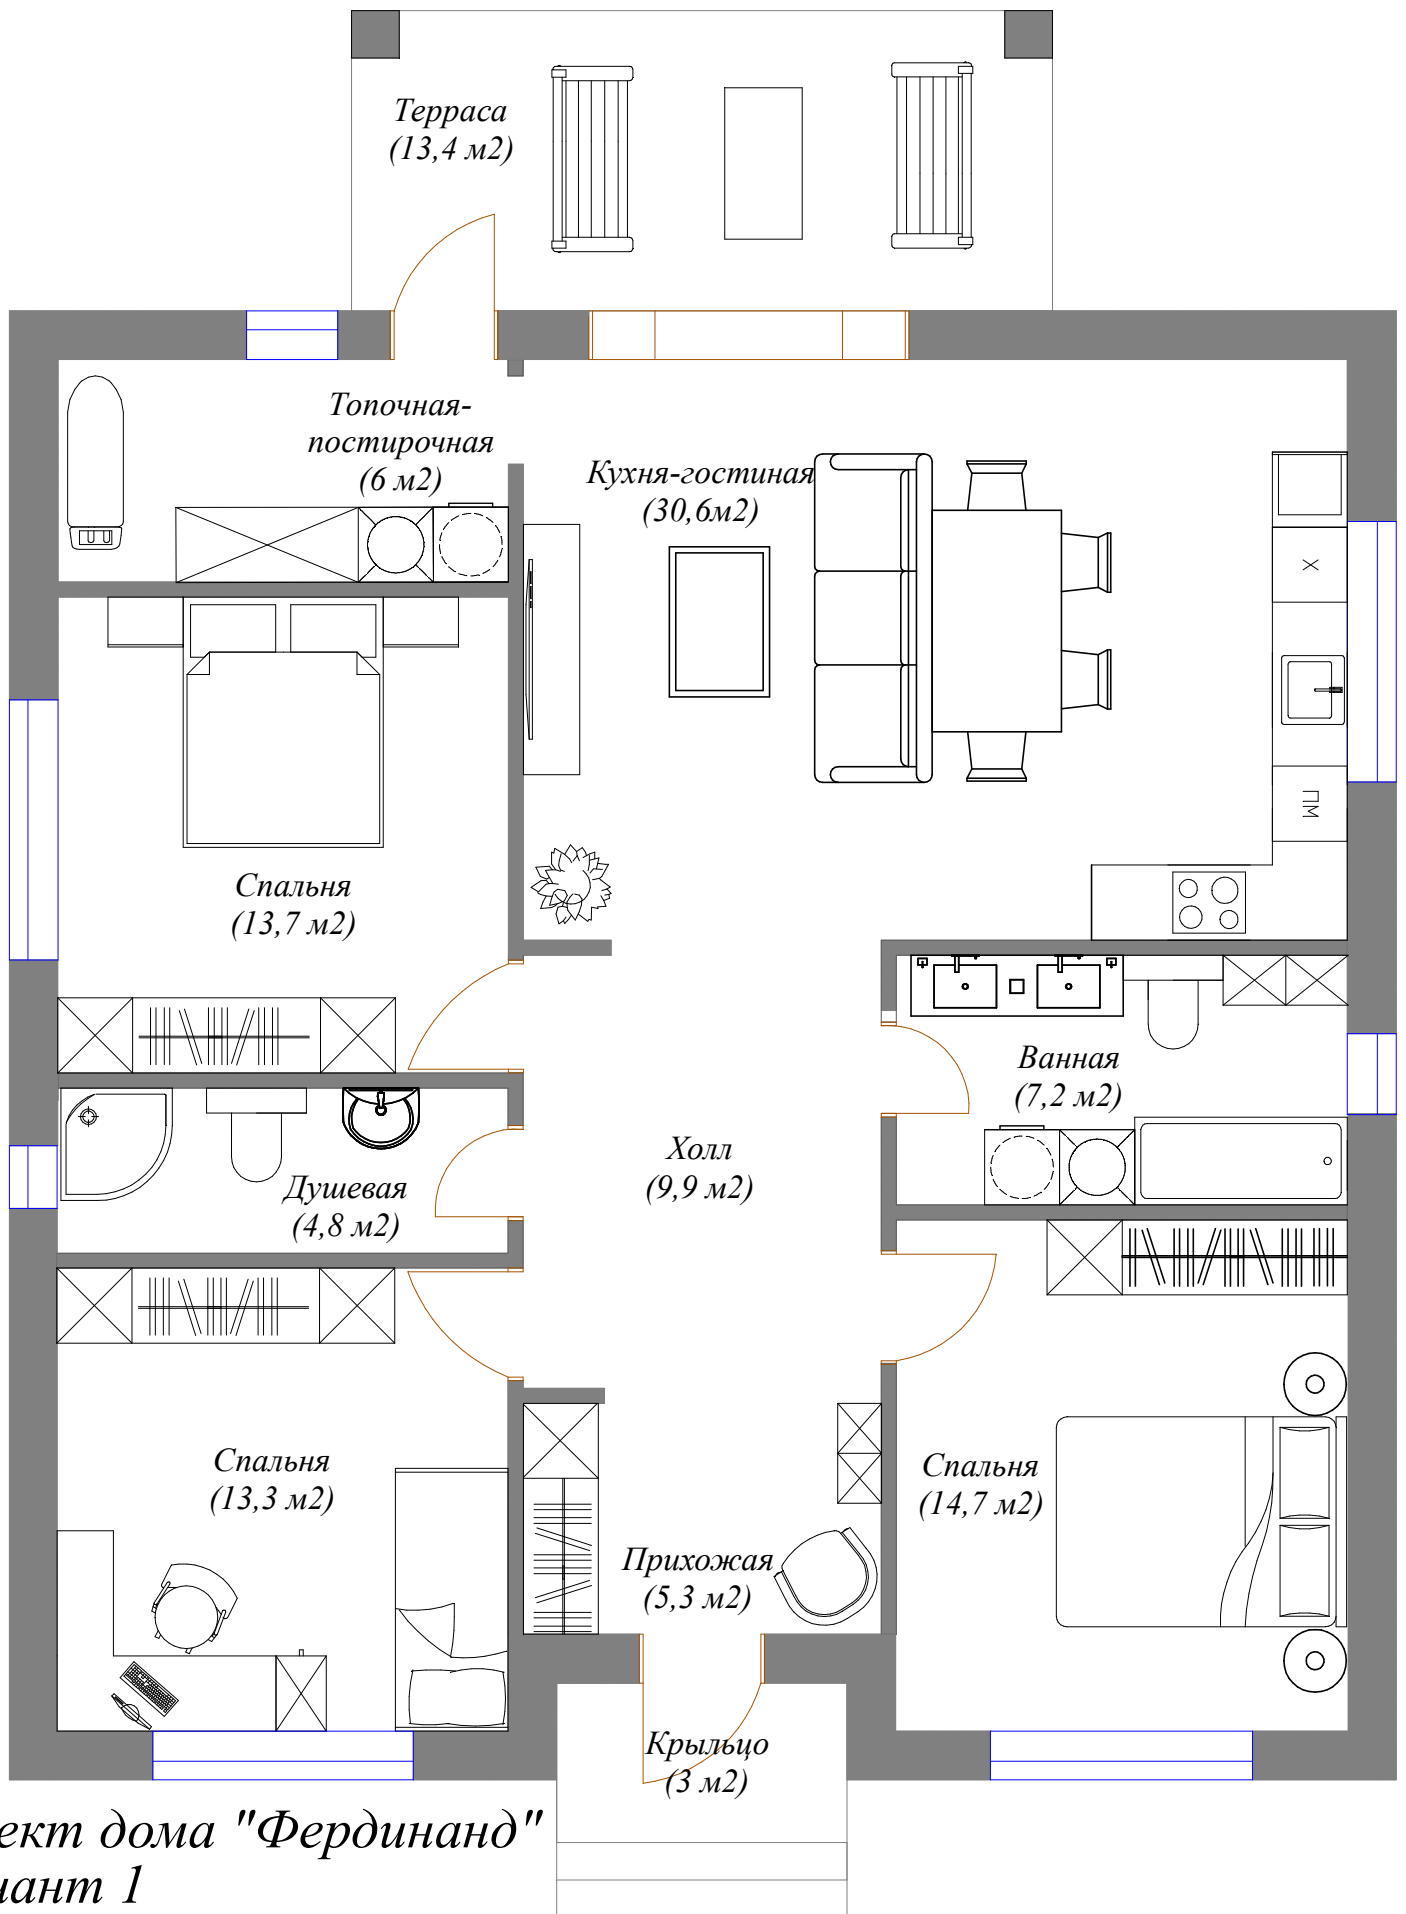 Терраса
(13,4 м2)
Топочная-
постирочная
(6 м2)
Кухня-гостиная
(30,6м2)
Х
ПМ
Спальня
(13,7 м2)
Ванная
(7,2 м2)
Холл
(9,9 м2)
Душевая
(4,8 м2)
Спальня
(13,3 м2)
Спальня
(14,7 м2)
Прихожая
(5,3 м2)
Крыльцо
(3 м2)
ект дома "Фердинанд"
иант 1